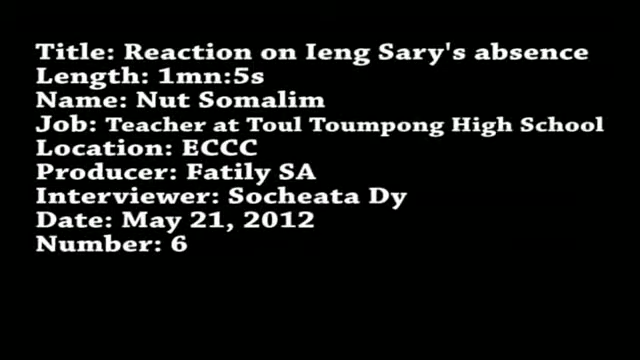 Title: Reaction on Ieng Sary's absence
Length: 1mn:5s
Name: Nut Somalim
Job: Teacher at Toul Toumpong High School
Location: ECCC
Producer: Fatily SA
Interviewer: Socheata Dy
Date: May 21, 2012
Number: 6